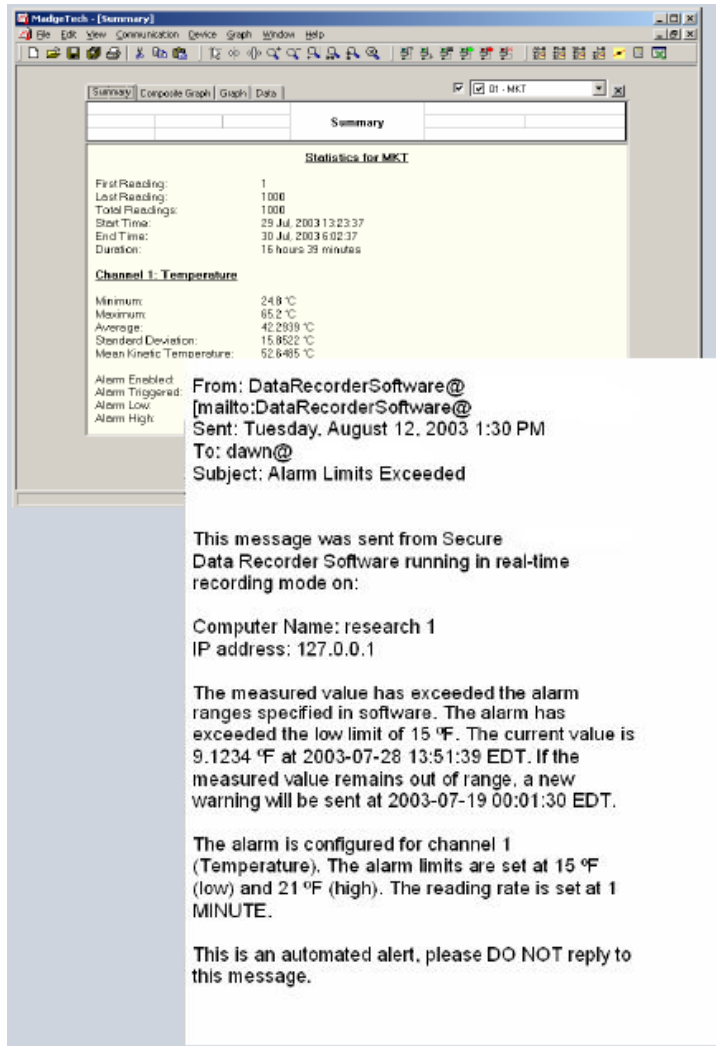 MadgeTech - [Summary]
File Edit View Communication Device Graph Window Help
Summary Composite Graph Graph Data 01 - MKT
Summary
Statistics for MKT
First Reading: 1
Last Reading: 1000
Total Readings: 1000
Start Time: 29 Jul, 2003 13:23:37
End Time: 30 Jul, 2003 6:02:37
Duration: 16 hours 39 minutes
Channel 1: Temperature
Minimum: 24.8 °C
Maximum: 65.2 °C
Average: 42.2939 °C
Standard Deviation: 15.8522 °C
Mean Kinetic Temperature: 52.6485 °C
Alarm Enabled:
Alarm Triggered:
Alarm Low:
Alarm High:
From: DataRecorderSoftware@
[mailto:DataRecorderSoftware@
Sent: Tuesday, August 12, 2003 1:30 PM
To: dawn@
Subject: Alarm Limits Exceeded
This message was sent from Secure
Data Recorder Software running in real-time
recording mode on:
Computer Name: research 1
IP address: 127.0.0.1
The measured value has exceeded the alarm
ranges specified in software. The alarm has
exceeded the low limit of 15 ºF. The current value is
9.1234 ºF at 2003-07-28 13:51:39 EDT. If the
measured value remains out of range, a new
warning will be sent at 2003-07-19 00:01:30 EDT.
The alarm is configured for channel 1
(Temperature). The alarm limits are set at 15 ºF
(low) and 21 ºF (high). The reading rate is set at 1
MINUTE.
This is an automated alert, please DO NOT reply to
this message.